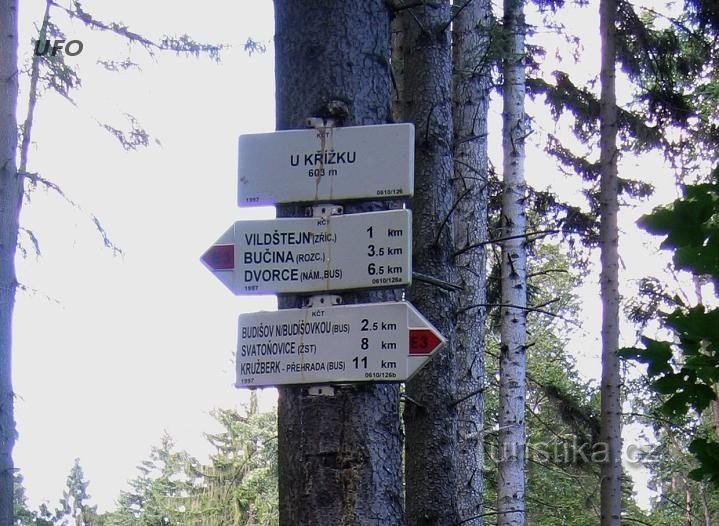 UFO
KČT
U KŘÍŽKU
603 m
1997 0610/126
KČT
VILDŠTEJN (ZŘÍC.) 1 km
BUČINA (ROZC.) 3.5 km
DVORCE (NÁM.,BUS) 6.5 km
E3
1997 0610/126a
KČT
BUDIŠOV N/BUDIŠOVKOU (BUS) 2.5 km
SVATOŇOVICE (ŽST) 8 km
KRUŽBERK - PŘEHRADA (BUS) 11 km
E3
1997 0610/126b
turistika.cz